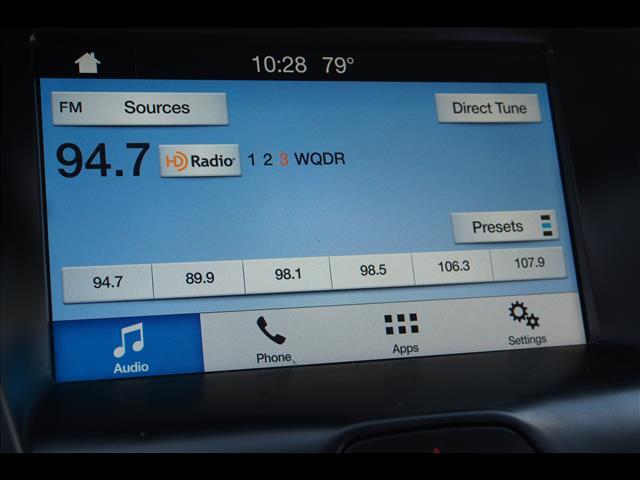 10:28 79°
FM Sources Direct Tune
94.7 HD Radio 1 2 3 WQDR
Presets
94.7 89.9 98.1 98.5 106.3 107.9
Audio Phone Apps Settings